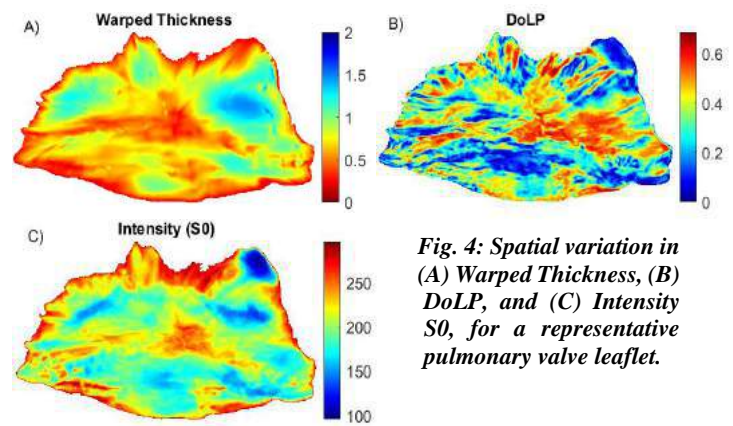 A)
Warped Thickness
2
1.5
1
0.5
0
B)
DoLP
0.6
0.4
0.2
0
C)
Intensity (S0)
250
200
150
100
Fig. 4: Spatial variation in
(A) Warped Thickness, (B)
DoLP, and (C) Intensity
S0, for a representative
pulmonary valve leaflet.